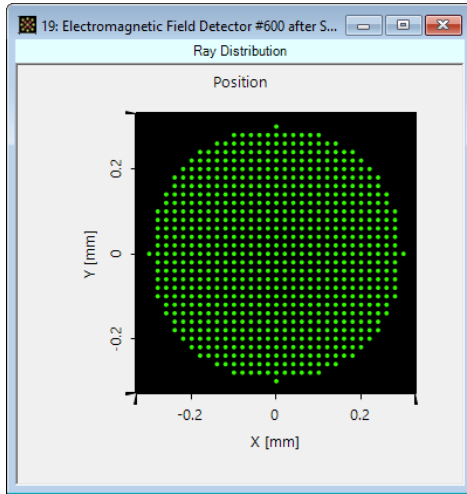 19: Electromagnetic Field Detector #600 after S...
Ray Distribution
Position
0.2
0
-0.2
Y [mm]
-0.2 0 0.2
X [mm]